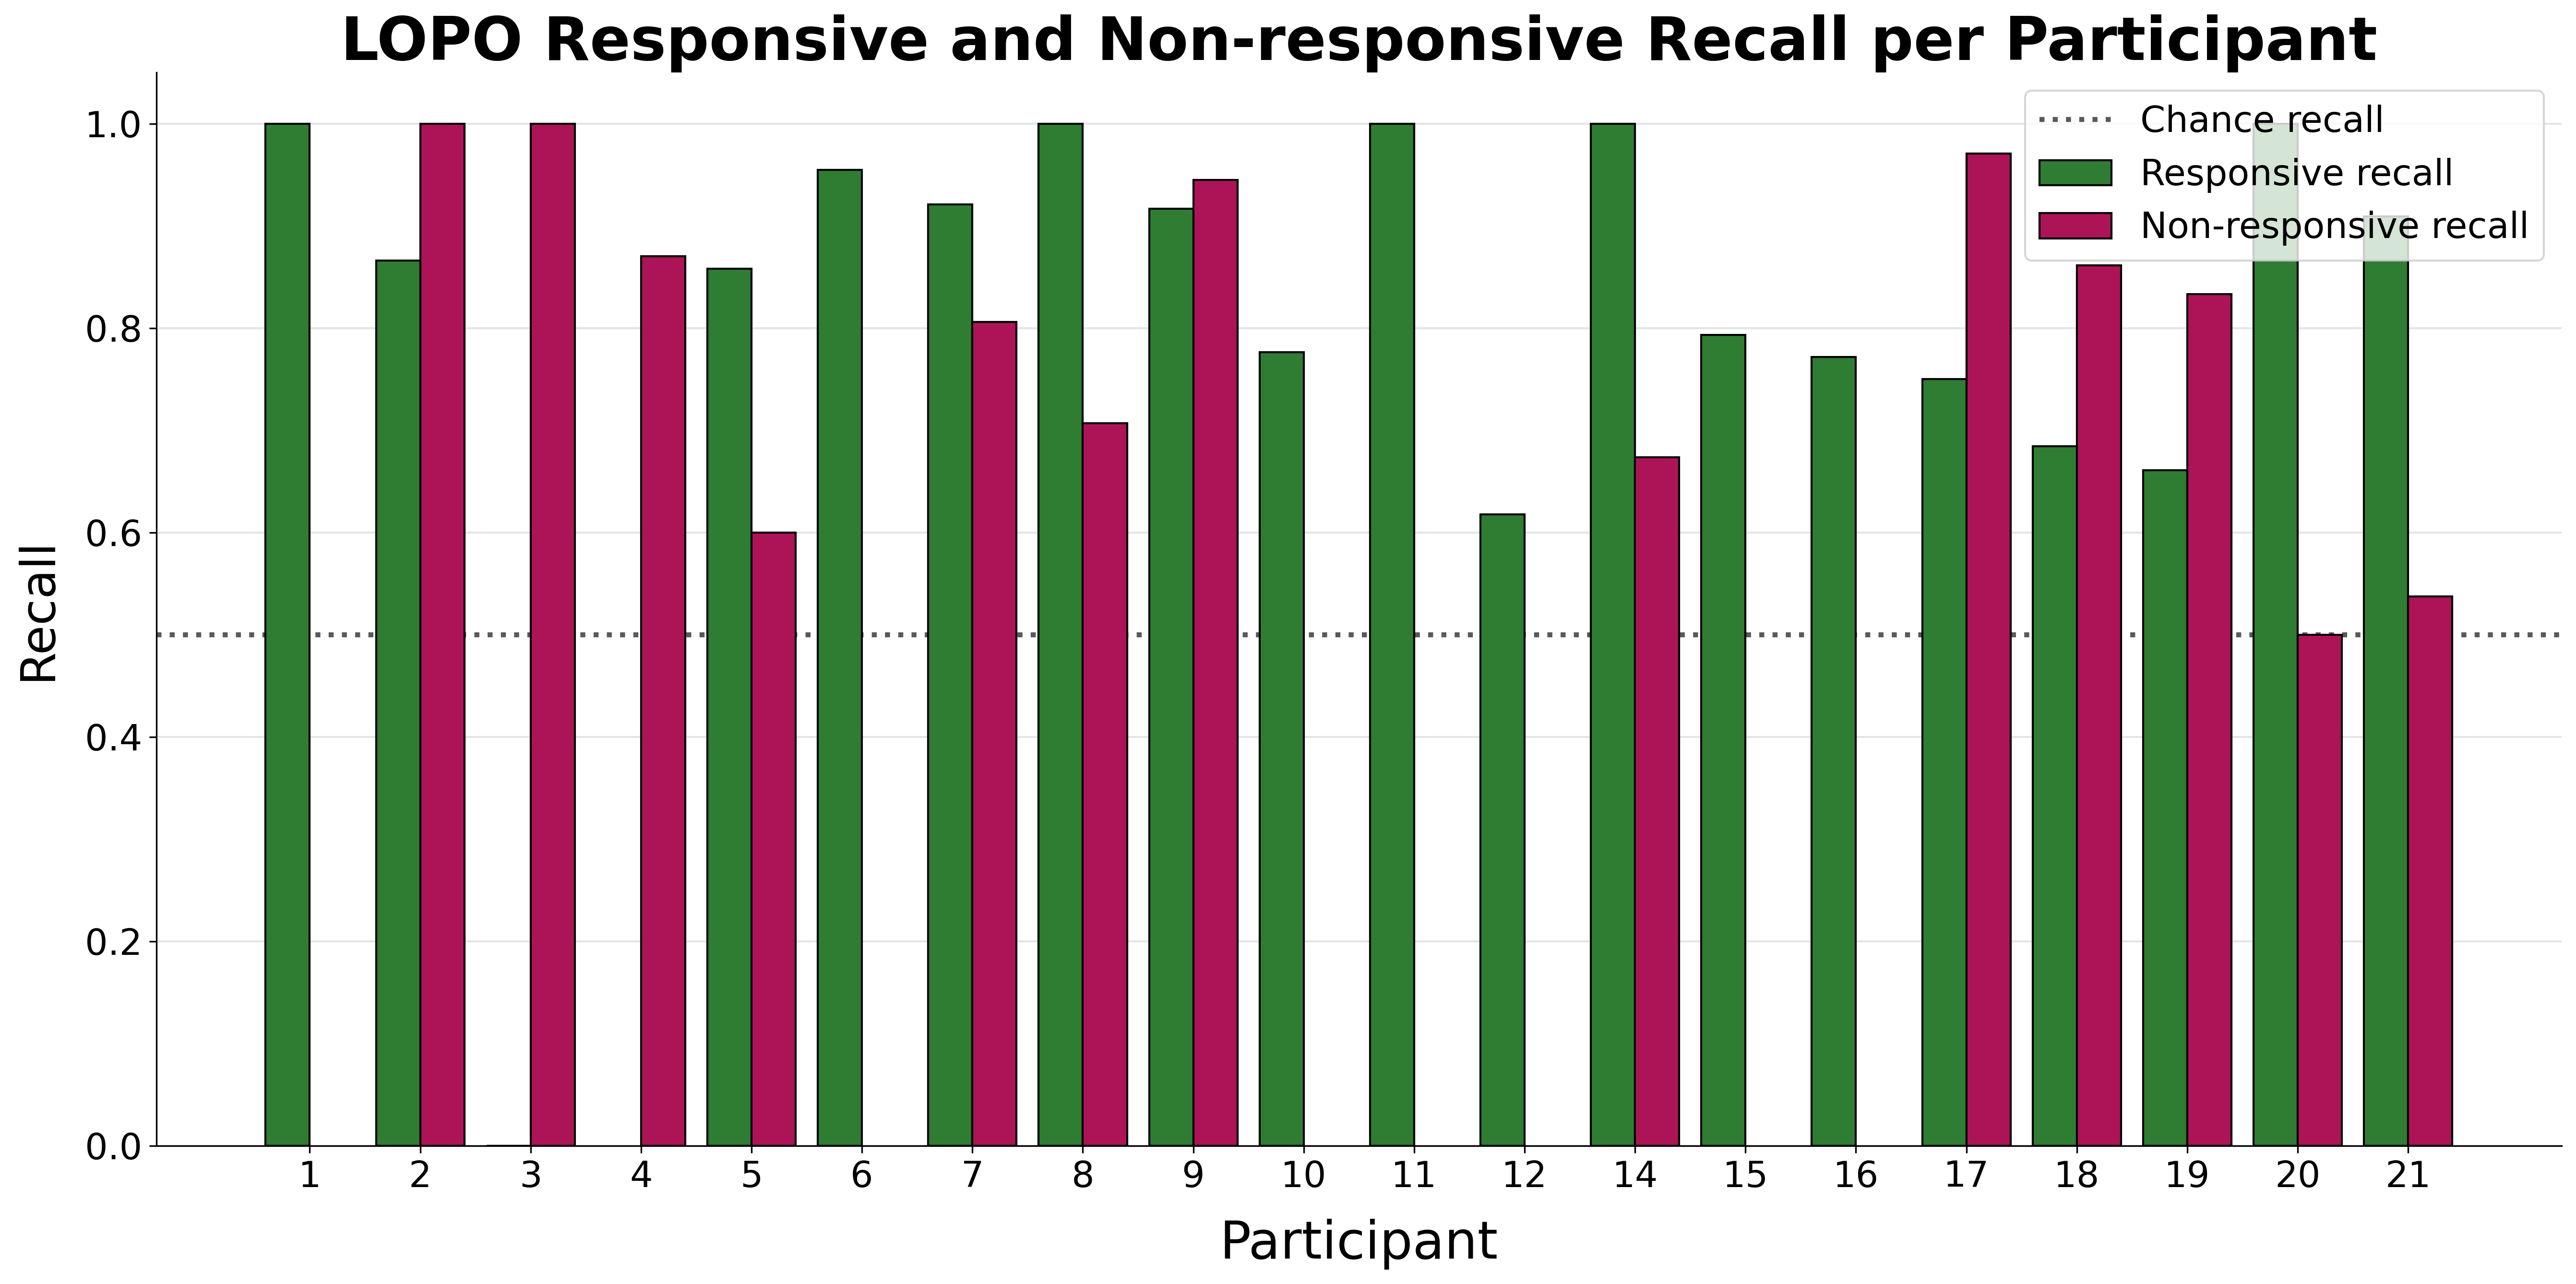 LOPO Responsive and Non-responsive Recall per Participant
Chance recall
Responsive recall
Non-responsive recall
1.0
0.8
0.6
0.4
0.2
0.0
Recall
1 2 3 4 5 6 7 8 9 10 11 12 14 15 16 17 18 19 20 21
Participant